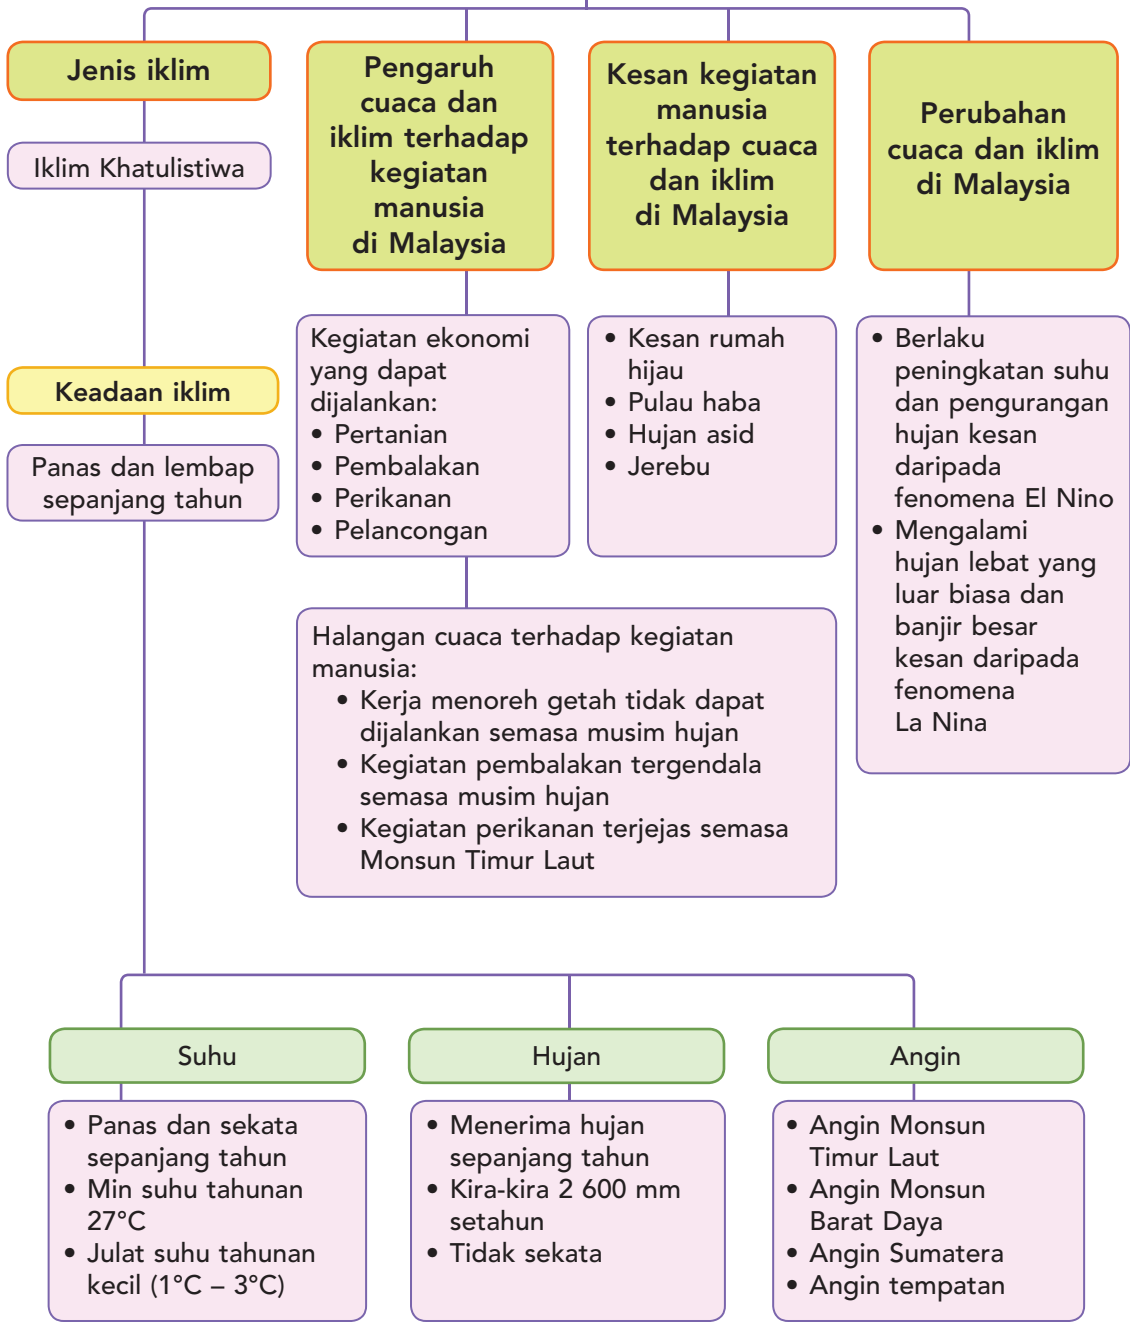 Jenis iklim
Iklim Khatulistiwa
Keadaan iklim
Panas dan lembap
sepanjang tahun
Pengaruh
cuaca dan
iklim terhadap
kegiatan
manusia
di Malaysia
Kegiatan ekonomi
yang dapat
dijalankan:
• Pertanian
• Pembalakan
• Perikanan
• Pelancongan
Halangan cuaca terhadap kegiatan
manusia:
• Kerja menoreh getah tidak dapat
dijalankan semasa musim hujan
• Kegiatan pembalakan tergendala
semasa musim hujan
• Kegiatan perikanan terjejas semasa
Monsun Timur Laut
Kesan kegiatan
manusia
terhadap cuaca
dan iklim
di Malaysia
• Kesan rumah
hijau
• Pulau haba
• Hujan asid
• Jerebu
Perubahan
cuaca dan iklim
di Malaysia
• Berlaku
peningkatan suhu
dan pengurangan
hujan kesan
daripada
fenomena El Nino
• Mengalami
hujan lebat yang
luar biasa dan
banjir besar
kesan daripada
fenomena
La Nina
Suhu
• Panas dan sekata
sepanjang tahun
• Min suhu tahunan
27°C
• Julat suhu tahunan
kecil (1°C – 3°C)
Hujan
• Menerima hujan
sepanjang tahun
• Kira-kira 2 600 mm
setahun
• Tidak sekata
Angin
• Angin Monsun
Timur Laut
• Angin Monsun
Barat Daya
• Angin Sumatera
• Angin tempatan